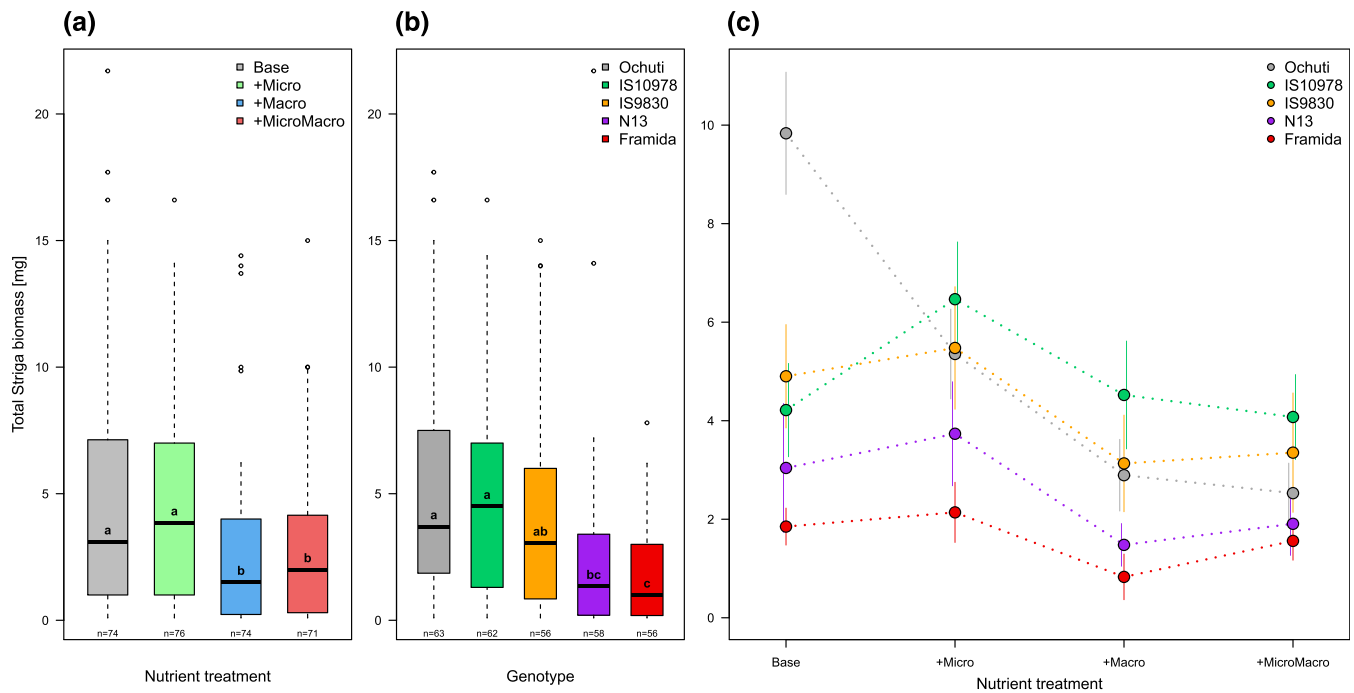 (a)
Total Striga biomass [mg]
20
15
10
5
0
Base
+Micro
+Macro
+MicroMacro
a
a
b
b
n=74
n=76
n=74
n=71
Nutrient treatment
(b)
20
15
10
5
0
Ochuti
IS10978
IS9830
N13
Framida
a
a
ab
bc
c
n=63
n=62
n=56
n=58
n=56
Genotype
(c)
10
8
6
4
2
0
Ochuti
IS10978
IS9830
N13
Framida
Base
+Micro
+Macro
+MicroMacro
Nutrient treatment